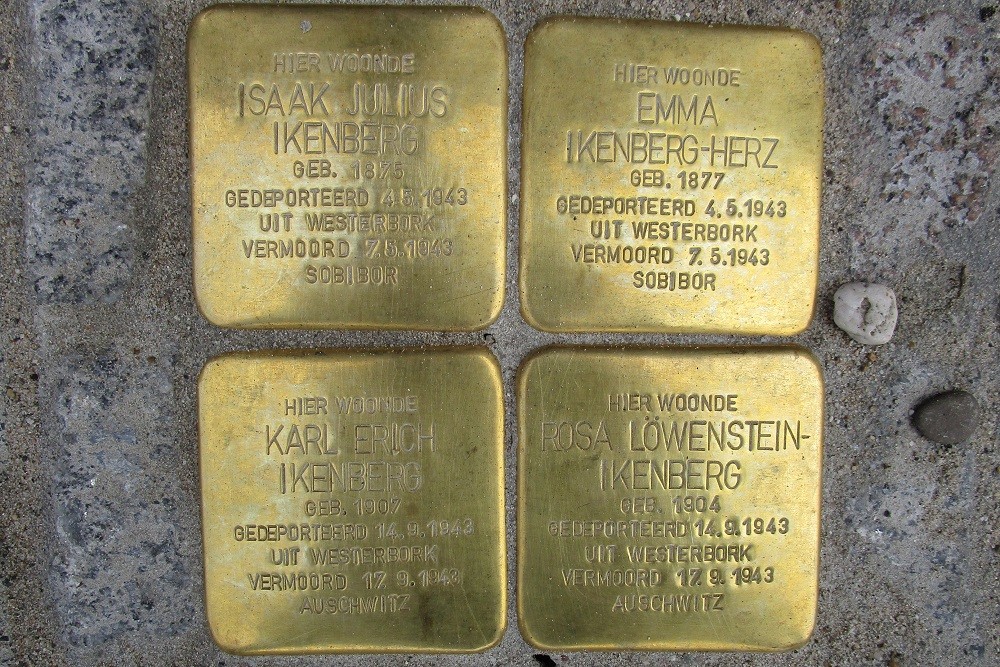 HIER WOONDE
ISAAK JULIUS
IKENBERG
GEB. 1875
GEDEPORTEERD 4.5.1943
UIT WESTERBORK
VERMOORD 7.5.1943
SOBIBOR
HIER WOONDE
EMMA
IKENBERG-HERZ
GEB. 1877
GEDEPORTEERD 4.5.1943
UIT WESTERBORK
VERMOORD 7.5.1943
SOBIBOR
HIER WOONDE
KARL ERICH
IKENBERG
GEB. 1907
GEDEPORTEERD 14.9.1943
UIT WESTERBORK
VERMOORD 17.9.1943
AUSCHWITZ
HIER WOONDE
ROSA LÖWENSTEIN-
IKENBERG
GEB. 1904
GEDEPORTEERD 14.9.1943
UIT WESTERBORK
VERMOORD 17.9.1943
AUSCHWITZ